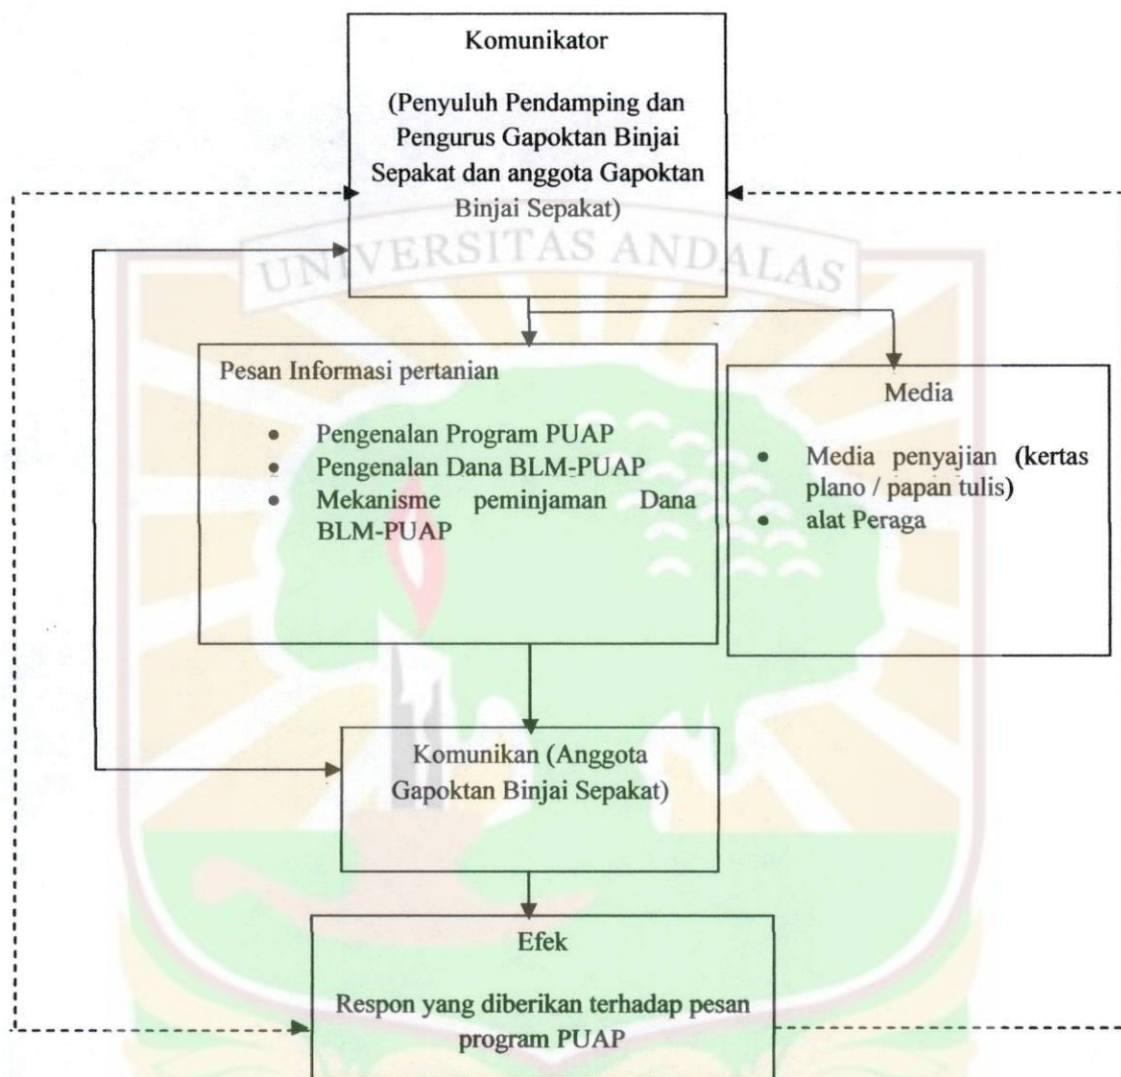 Komunikator
(Penyuluh Pendamping dan
Pengurus Gapoktan Binjai
Sepakat dan anggota Gapoktan
Binjai Sepakat)
UNIVERSITAS ANDALAS
Pesan Informasi pertanian
• Pengenalan Program PUAP
• Pengenalan Dana BLM-PUAP
• Mekanisme peminjaman Dana
BLM-PUAP
Media
• Media penyajian (kertas
plano / papan tulis)
• alat Peraga
Komunikan (Anggota
Gapoktan Binjai Sepakat)
Efek
Respon yang diberikan terhadap pesan
program PUAP